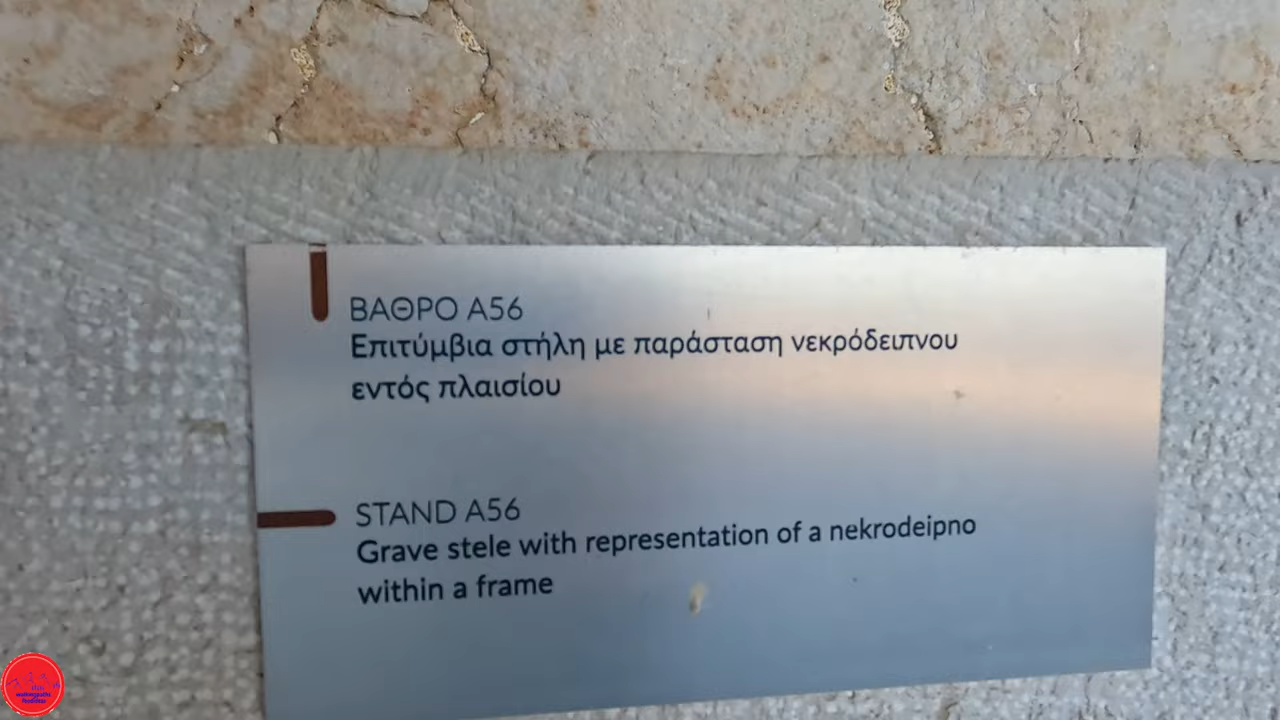 ΒΑΘΡΟ Α56
Επιτύμβια στήλη με παράσταση νεκρόδειπνου
εντός πλαισίου
STAND A56
Grave stele with representation of a nekrodeipno
within a frame